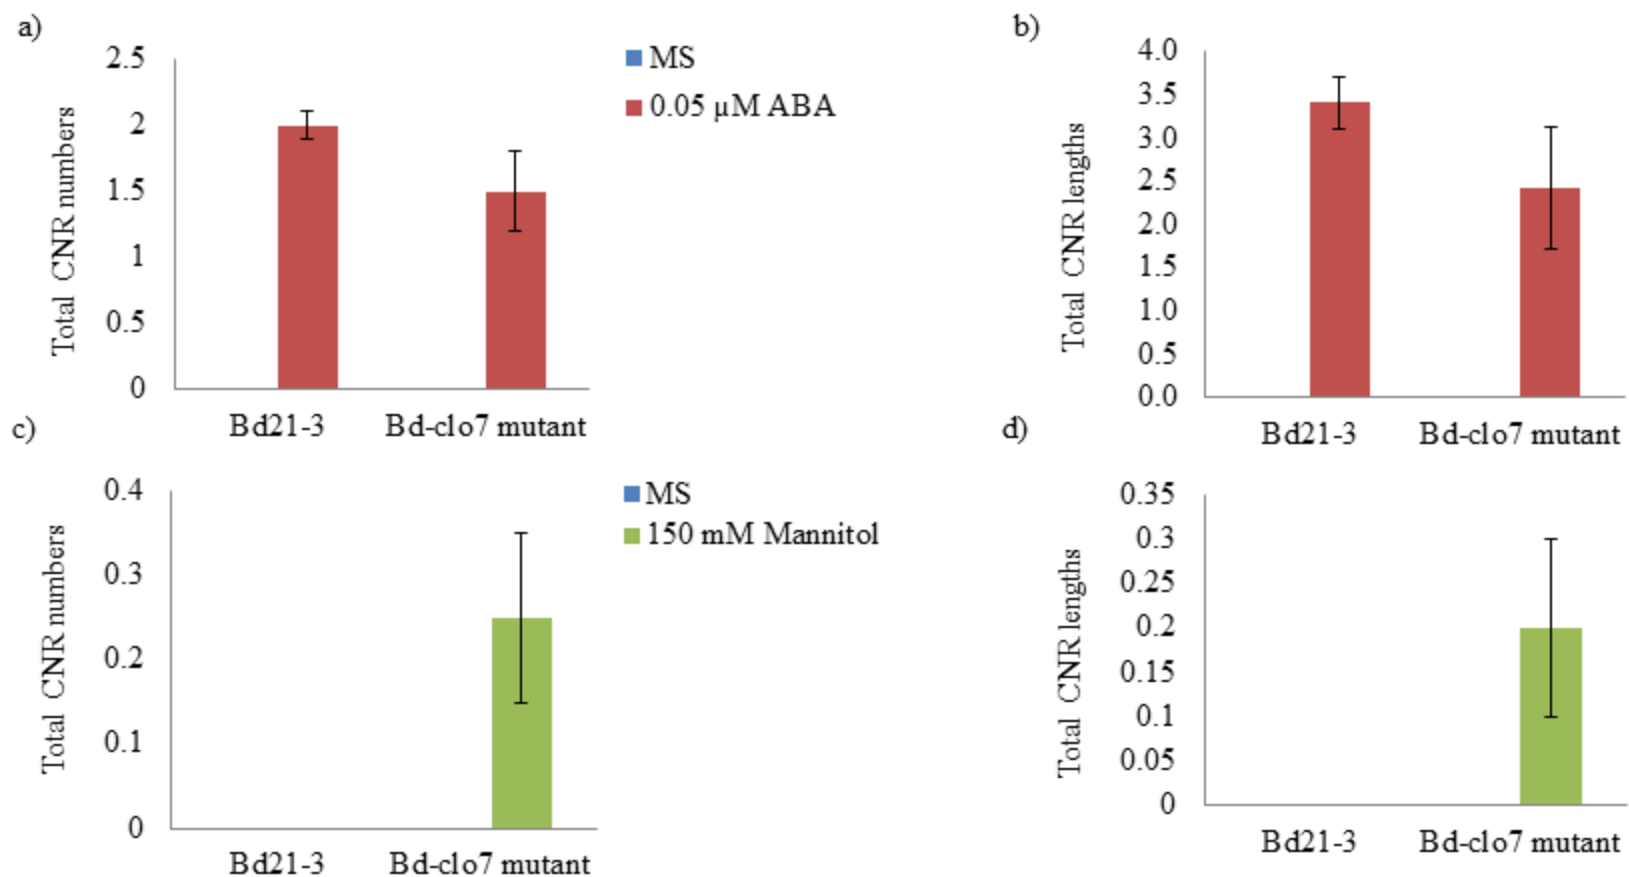 a)
Total CNR numbers
2.5
2
1.5
1
0.5
0
Bd21-3 Bd-clo7 mutant
MS
0.05 µM ABA
b)
Total CNR lengths
4.0
3.5
3.0
2.5
2.0
1.5
1.0
0.5
0.0
Bd21-3 Bd-clo7 mutant
c)
Total CNR numbers
0.4
0.3
0.2
0.1
0
Bd21-3 Bd-clo7 mutant
MS
150 mM Mannitol
d)
Total CNR lengths
0.35
0.3
0.25
0.2
0.15
0.1
0.05
0
Bd21-3 Bd-clo7 mutant